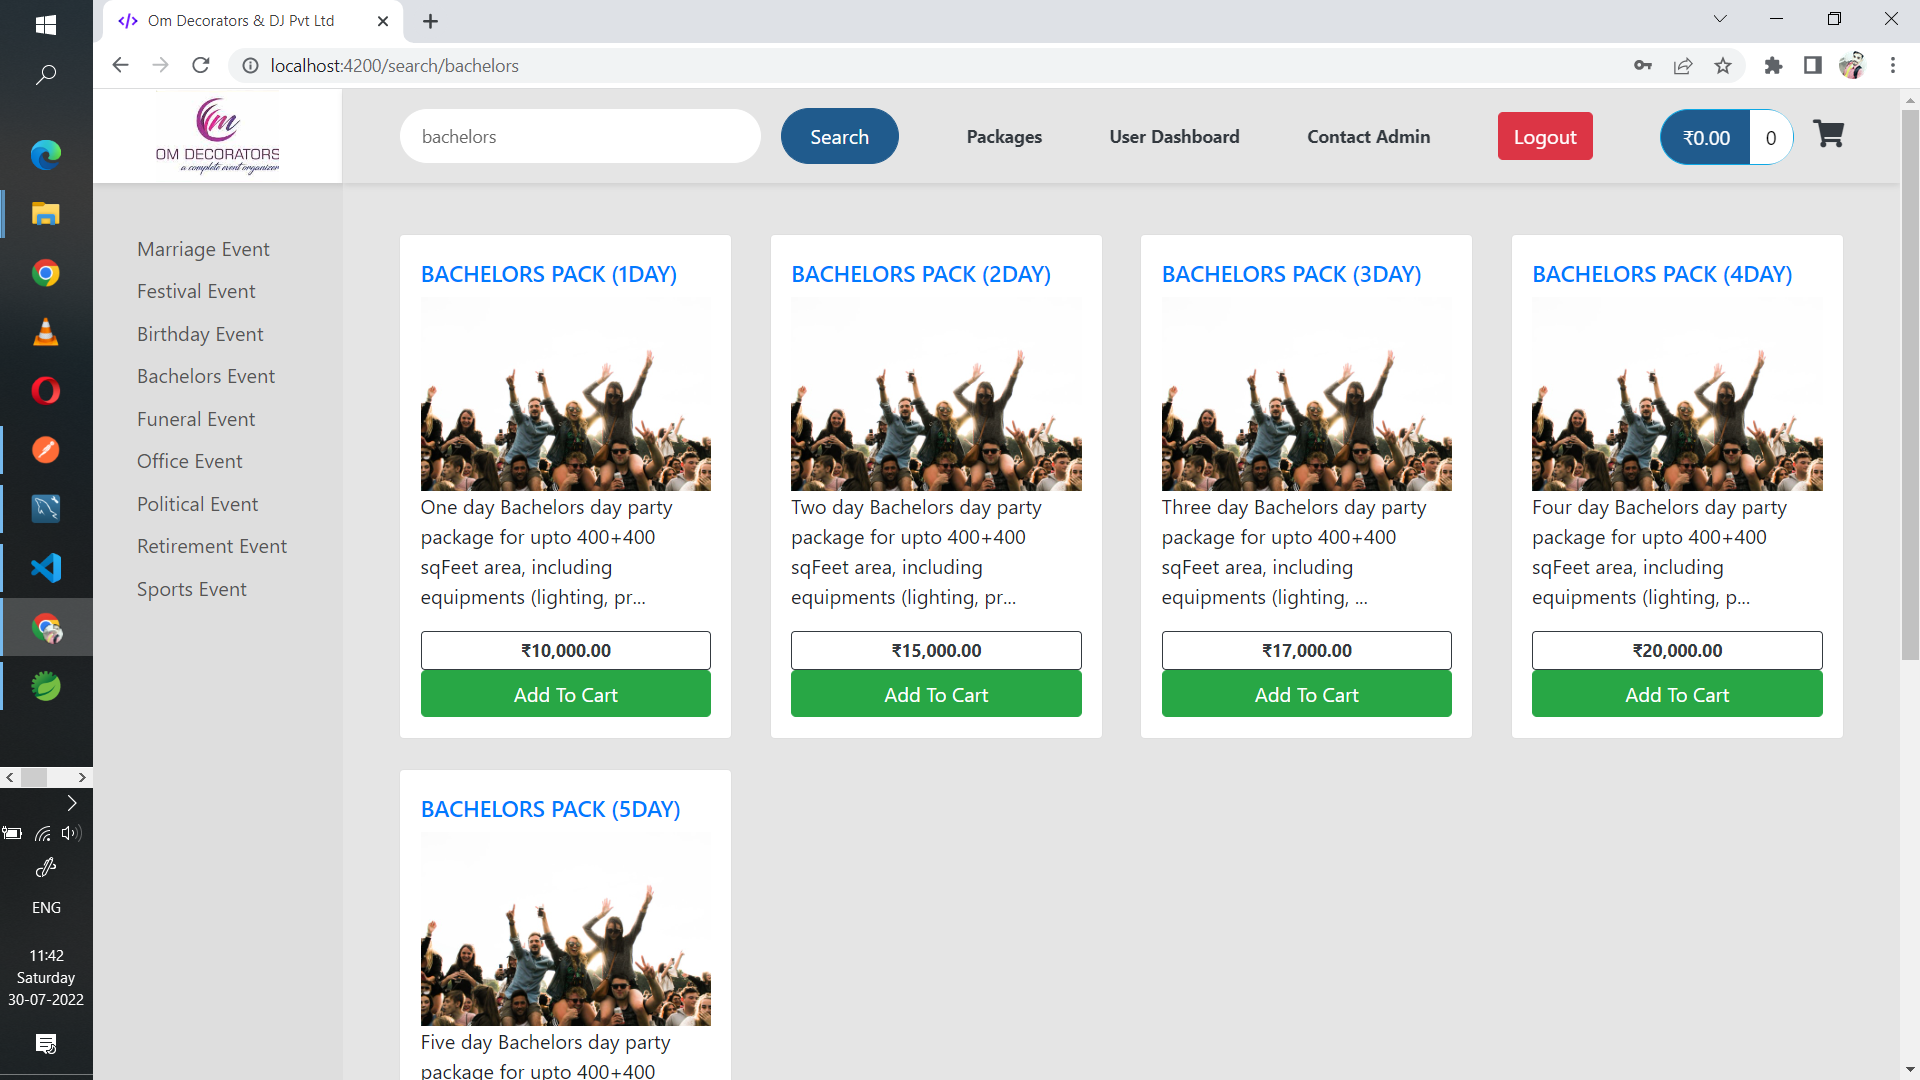 Om Decorators & DJ Pvt Ltd
localhost:4200/search/bachelors
OM DECORATORS
a complete event organizer
bachelors
Search
Packages
User Dashboard
Contact Admin
Logout
₹0.00
0
Marriage Event
Festival Event
Birthday Event
Bachelors Event
Funeral Event
Office Event
Political Event
Retirement Event
Sports Event
BACHELORS PACK (1DAY)
One day Bachelors day party
package for upto 400+400
sqFeet area, including
equipments (lighting, pr...
₹10,000.00
Add To Cart
BACHELORS PACK (2DAY)
Two day Bachelors day party
package for upto 400+400
sqFeet area, including
equipments (lighting, pr...
₹15,000.00
Add To Cart
BACHELORS PACK (3DAY)
Three day Bachelors day party
package for upto 400+400
sqFeet area, including
equipments (lighting, ...
₹17,000.00
Add To Cart
BACHELORS PACK (4DAY)
Four day Bachelors day party
package for upto 400+400
sqFeet area, including
equipments (lighting, p...
₹20,000.00
Add To Cart
BACHELORS PACK (5DAY)
Five day Bachelors day party
package for upto 400+400
ENG
11:42
Saturday
30-07-2022